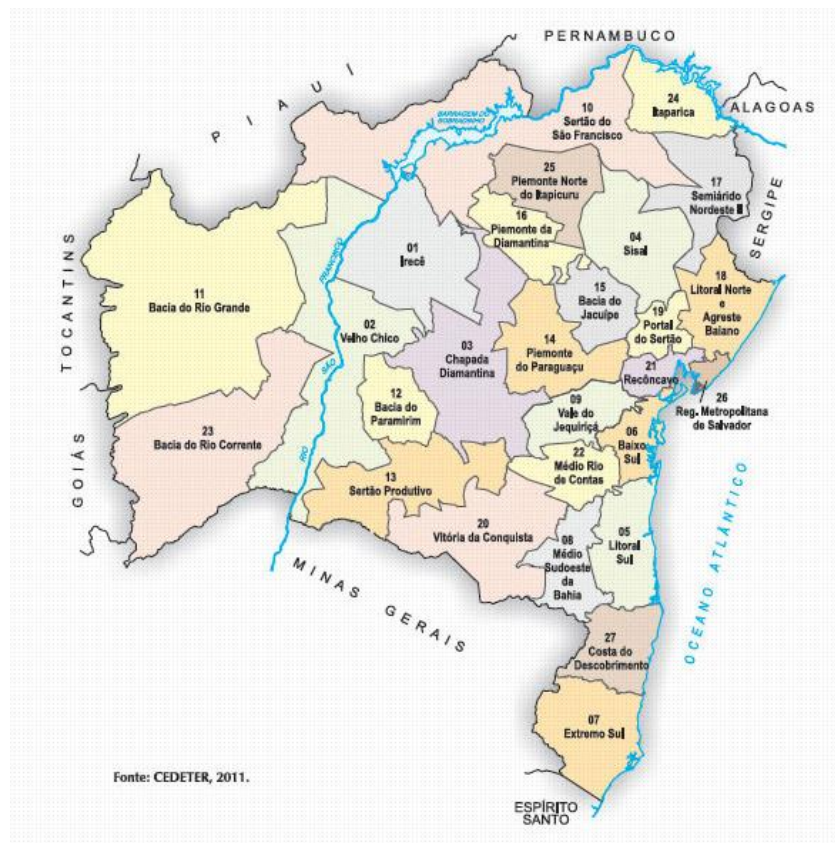 PERNAMBUCO
PIAUÍ
ALAGOAS
SERGIPE
TOCANTINS
GOIÁS
MINAS GERAIS
ESPÍRITO
SANTO
OCEANO ATLÂNTICO
BARRAGEM DO
SOBRADINHO
RIO SÃO FRANCISCO
24
Itaparica
10
Sertão do
São Francisco
25
Piemonte Norte
do Itapicuru
17
Semiárido
Nordeste II
16
Piemonte da
Diamantina
04
Sisal
01
Irecê
18
Litoral Norte
e
Agreste
Baiano
15
Bacia do
Jacuípe
11
Bacia do Rio Grande
19
Portal
do Sertão
02
Velho Chico
03
Chapada
Diamantina
14
Piemonte
do Paraguaçu
21
Recôncavo
26
Reg. Metropolitana
de Salvador
12
Bacia do
Paramirim
09
Vale do
Jequiriçá
06
Baixo
Sul
23
Bacia do Rio Corrente
22
Médio Rio
de Contas
13
Sertão Produtivo
20
Vitória da Conquista
08
Médio
Sudoeste
da
Bahia
05
Litoral
Sul
27
Costa do
Descobrimento
07
Extremo Sul
Fonte: CEDETER, 2011.